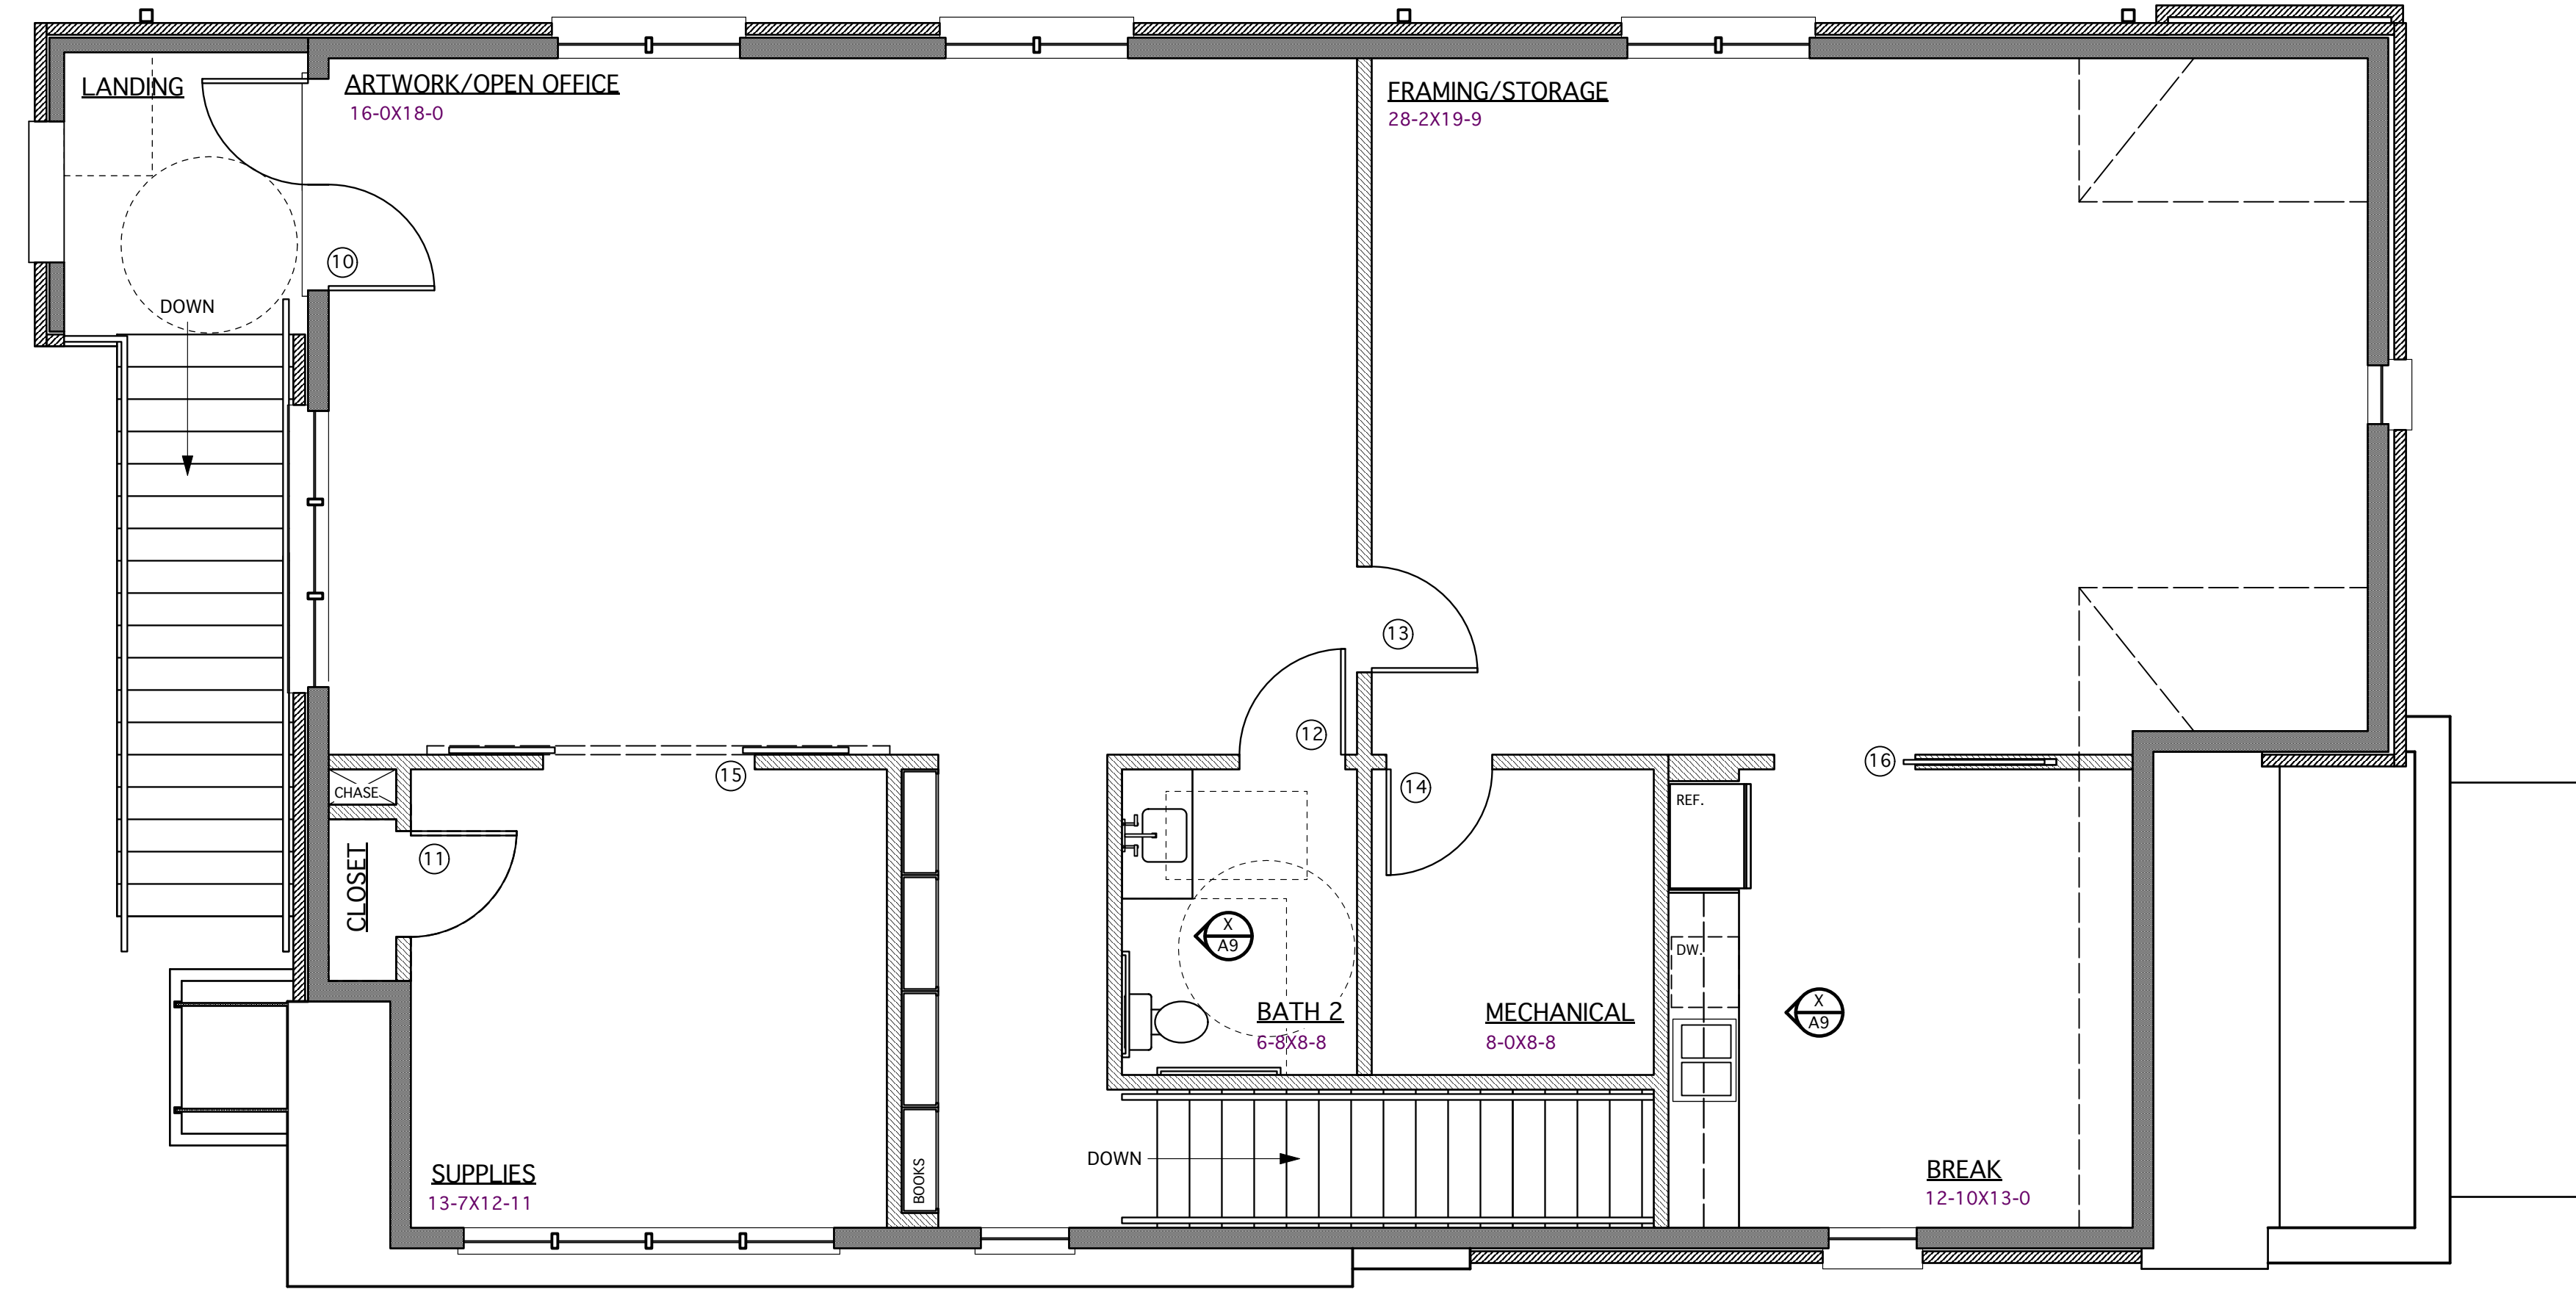 LANDING
ARTWORK/OPEN OFFICE
16-0X18-0
FRAMING/STORAGE
28-2X19-9
10
DOWN
13
12
15
16
14
CHASE
REF.
11
CLOSET
X
A9
DW.
X
A9
BATH 2
6-8X8-8
MECHANICAL
8-0X8-8
DOWN
BOOKS
SUPPLIES
13-7X12-11
BREAK
12-10X13-0